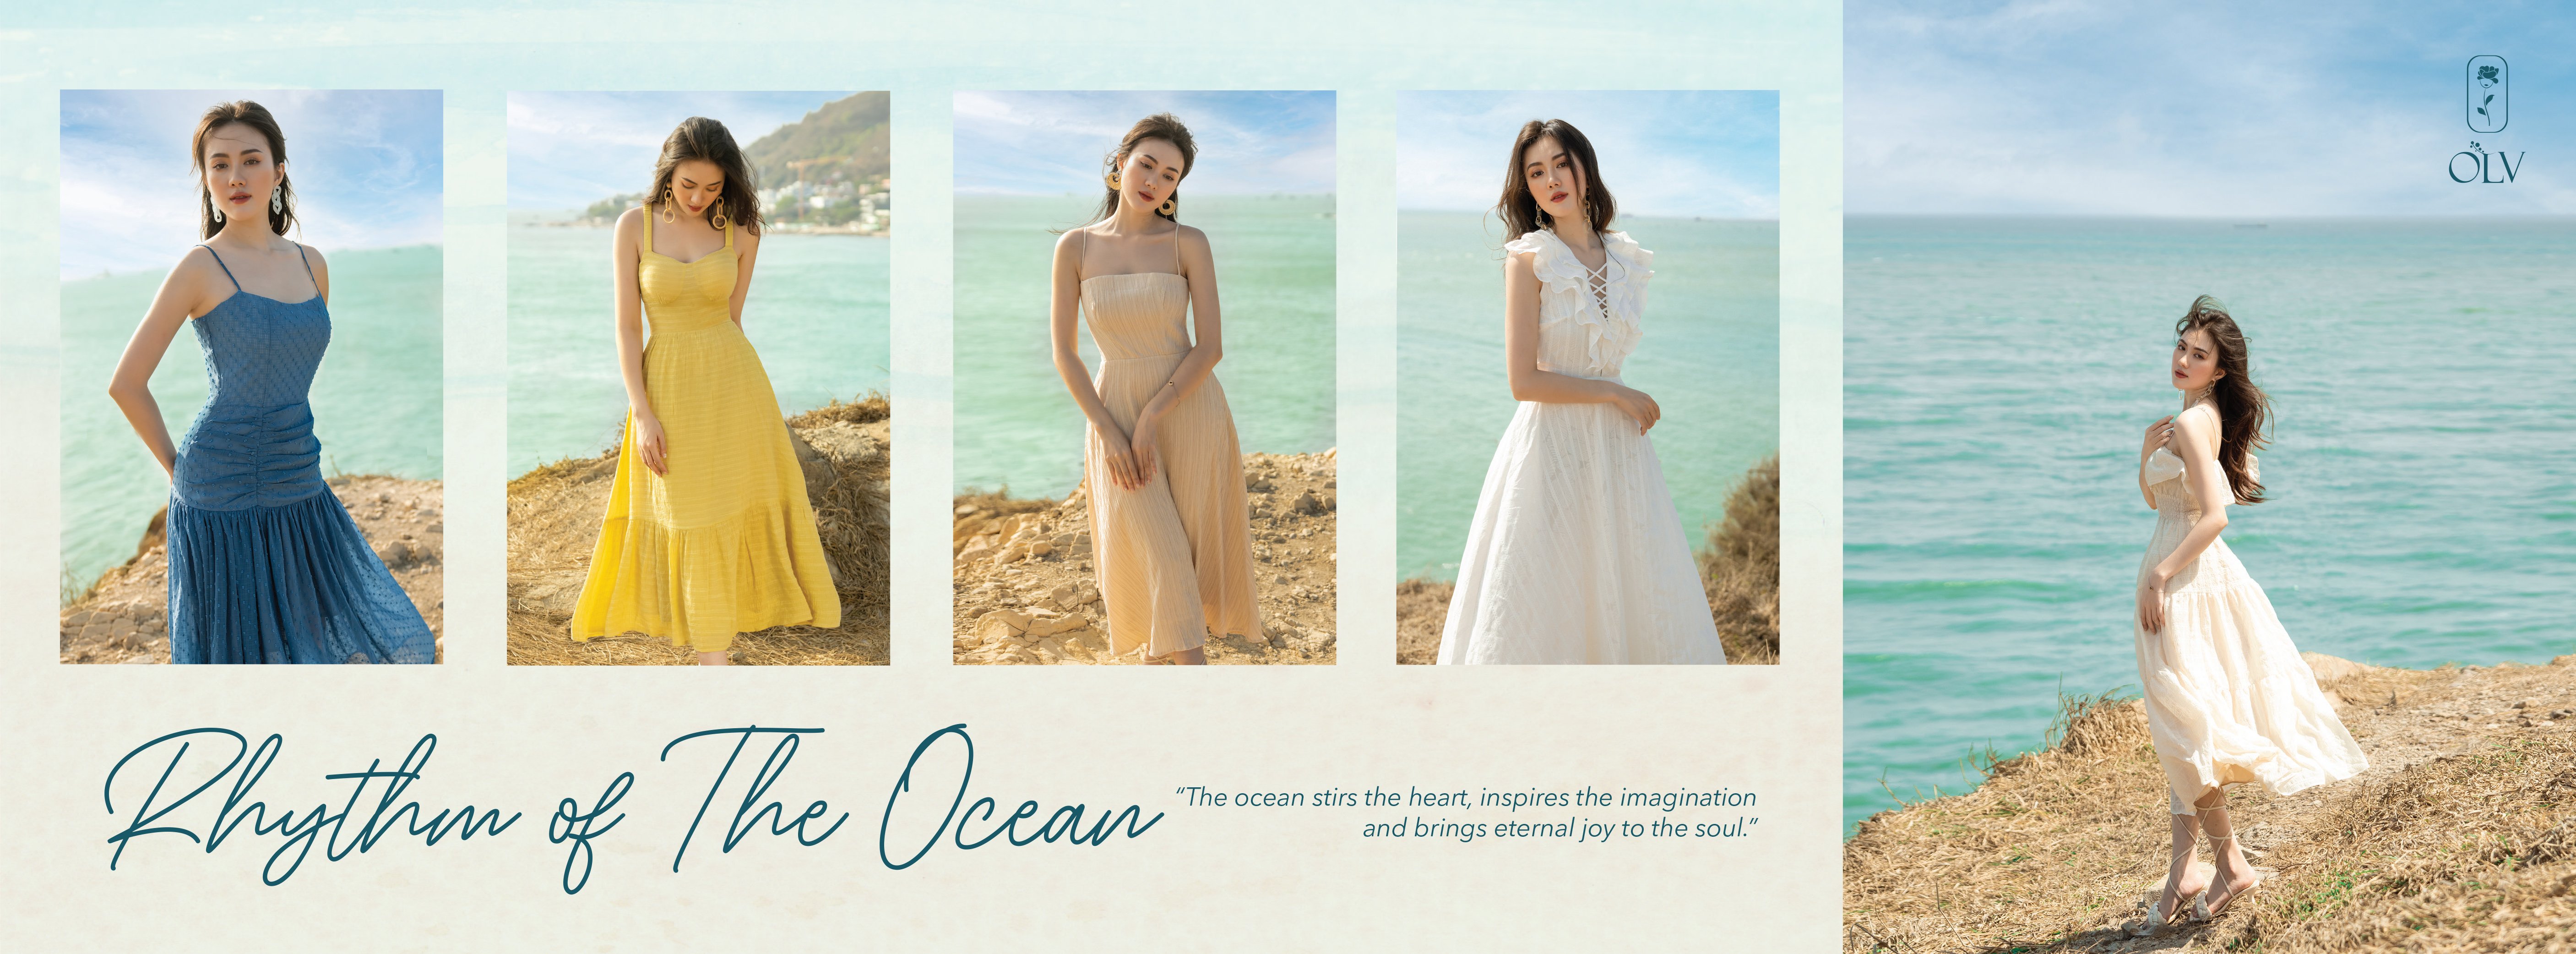 OLV
Rhythm of The Ocean
“The ocean stirs the heart, inspires the imagination
and brings eternal joy to the soul.”